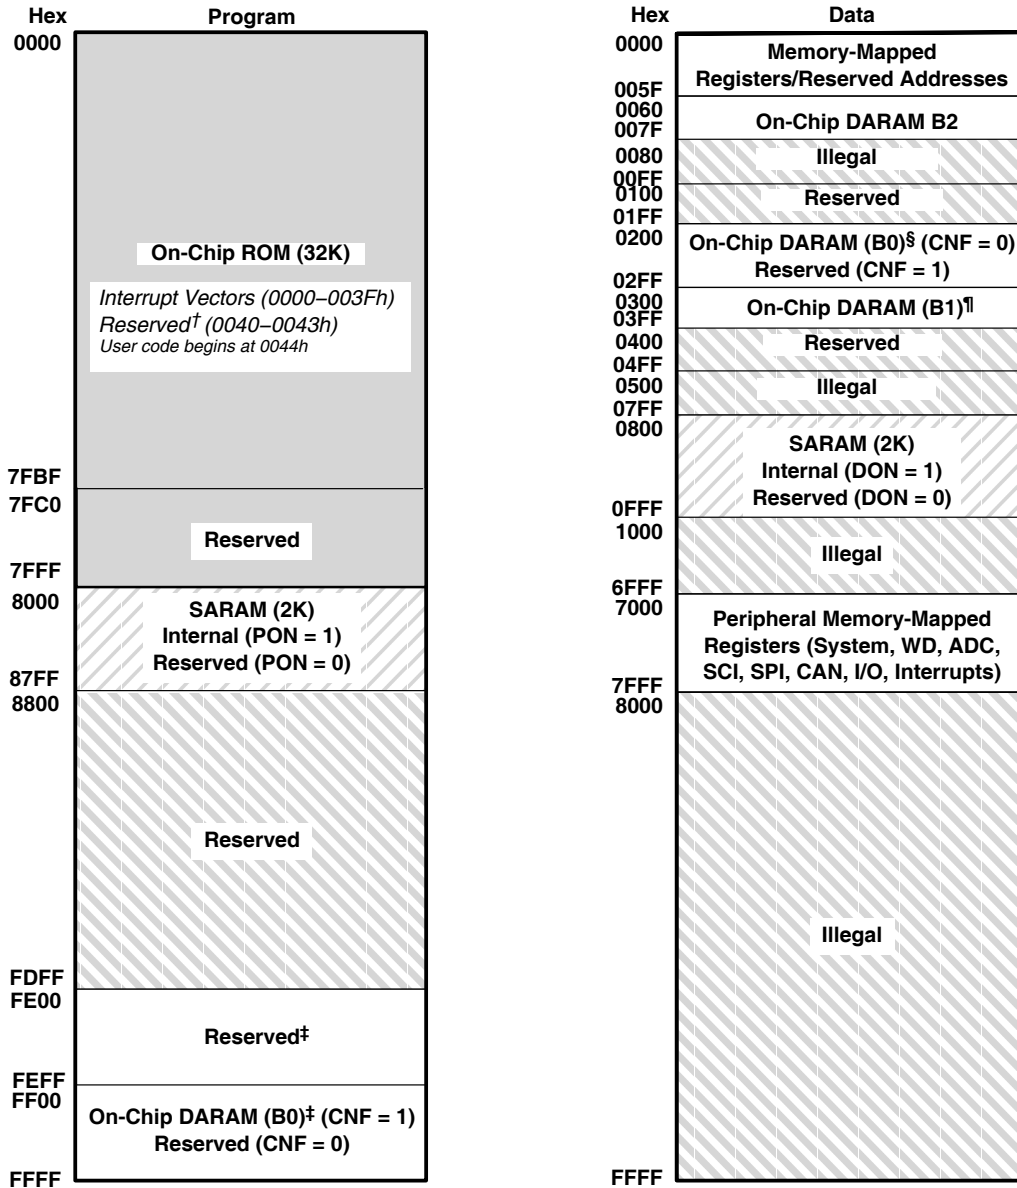 Hex Program
0000
On-Chip ROM (32K)
Interrupt Vectors (0000–003Fh)
Reserved† (0040–0043h)
User code begins at 0044h
7FBF
7FC0
Reserved
7FFF
8000
SARAM (2K)
Internal (PON = 1)
Reserved (PON = 0)
87FF
8800
Reserved
FDFF
FE00
Reserved‡
FEFF
FF00
On-Chip DARAM (B0)‡ (CNF = 1)
Reserved (CNF = 0)
FFFF
Hex Data
0000
Memory-Mapped
Registers/Reserved Addresses
005F
0060
On-Chip DARAM B2
007F
0080
Illegal
00FF
0100
Reserved
01FF
0200
On-Chip DARAM (B0)§ (CNF = 0)
Reserved (CNF = 1)
02FF
0300
On-Chip DARAM (B1)¶
03FF
0400
Reserved
04FF
0500
Illegal
07FF
0800
SARAM (2K)
Internal (DON = 1)
Reserved (DON = 0)
0FFF
1000
Illegal
6FFF
7000
Peripheral Memory-Mapped
Registers (System, WD, ADC,
SCI, SPI, CAN, I/O, Interrupts)
7FFF
8000
Illegal
FFFF